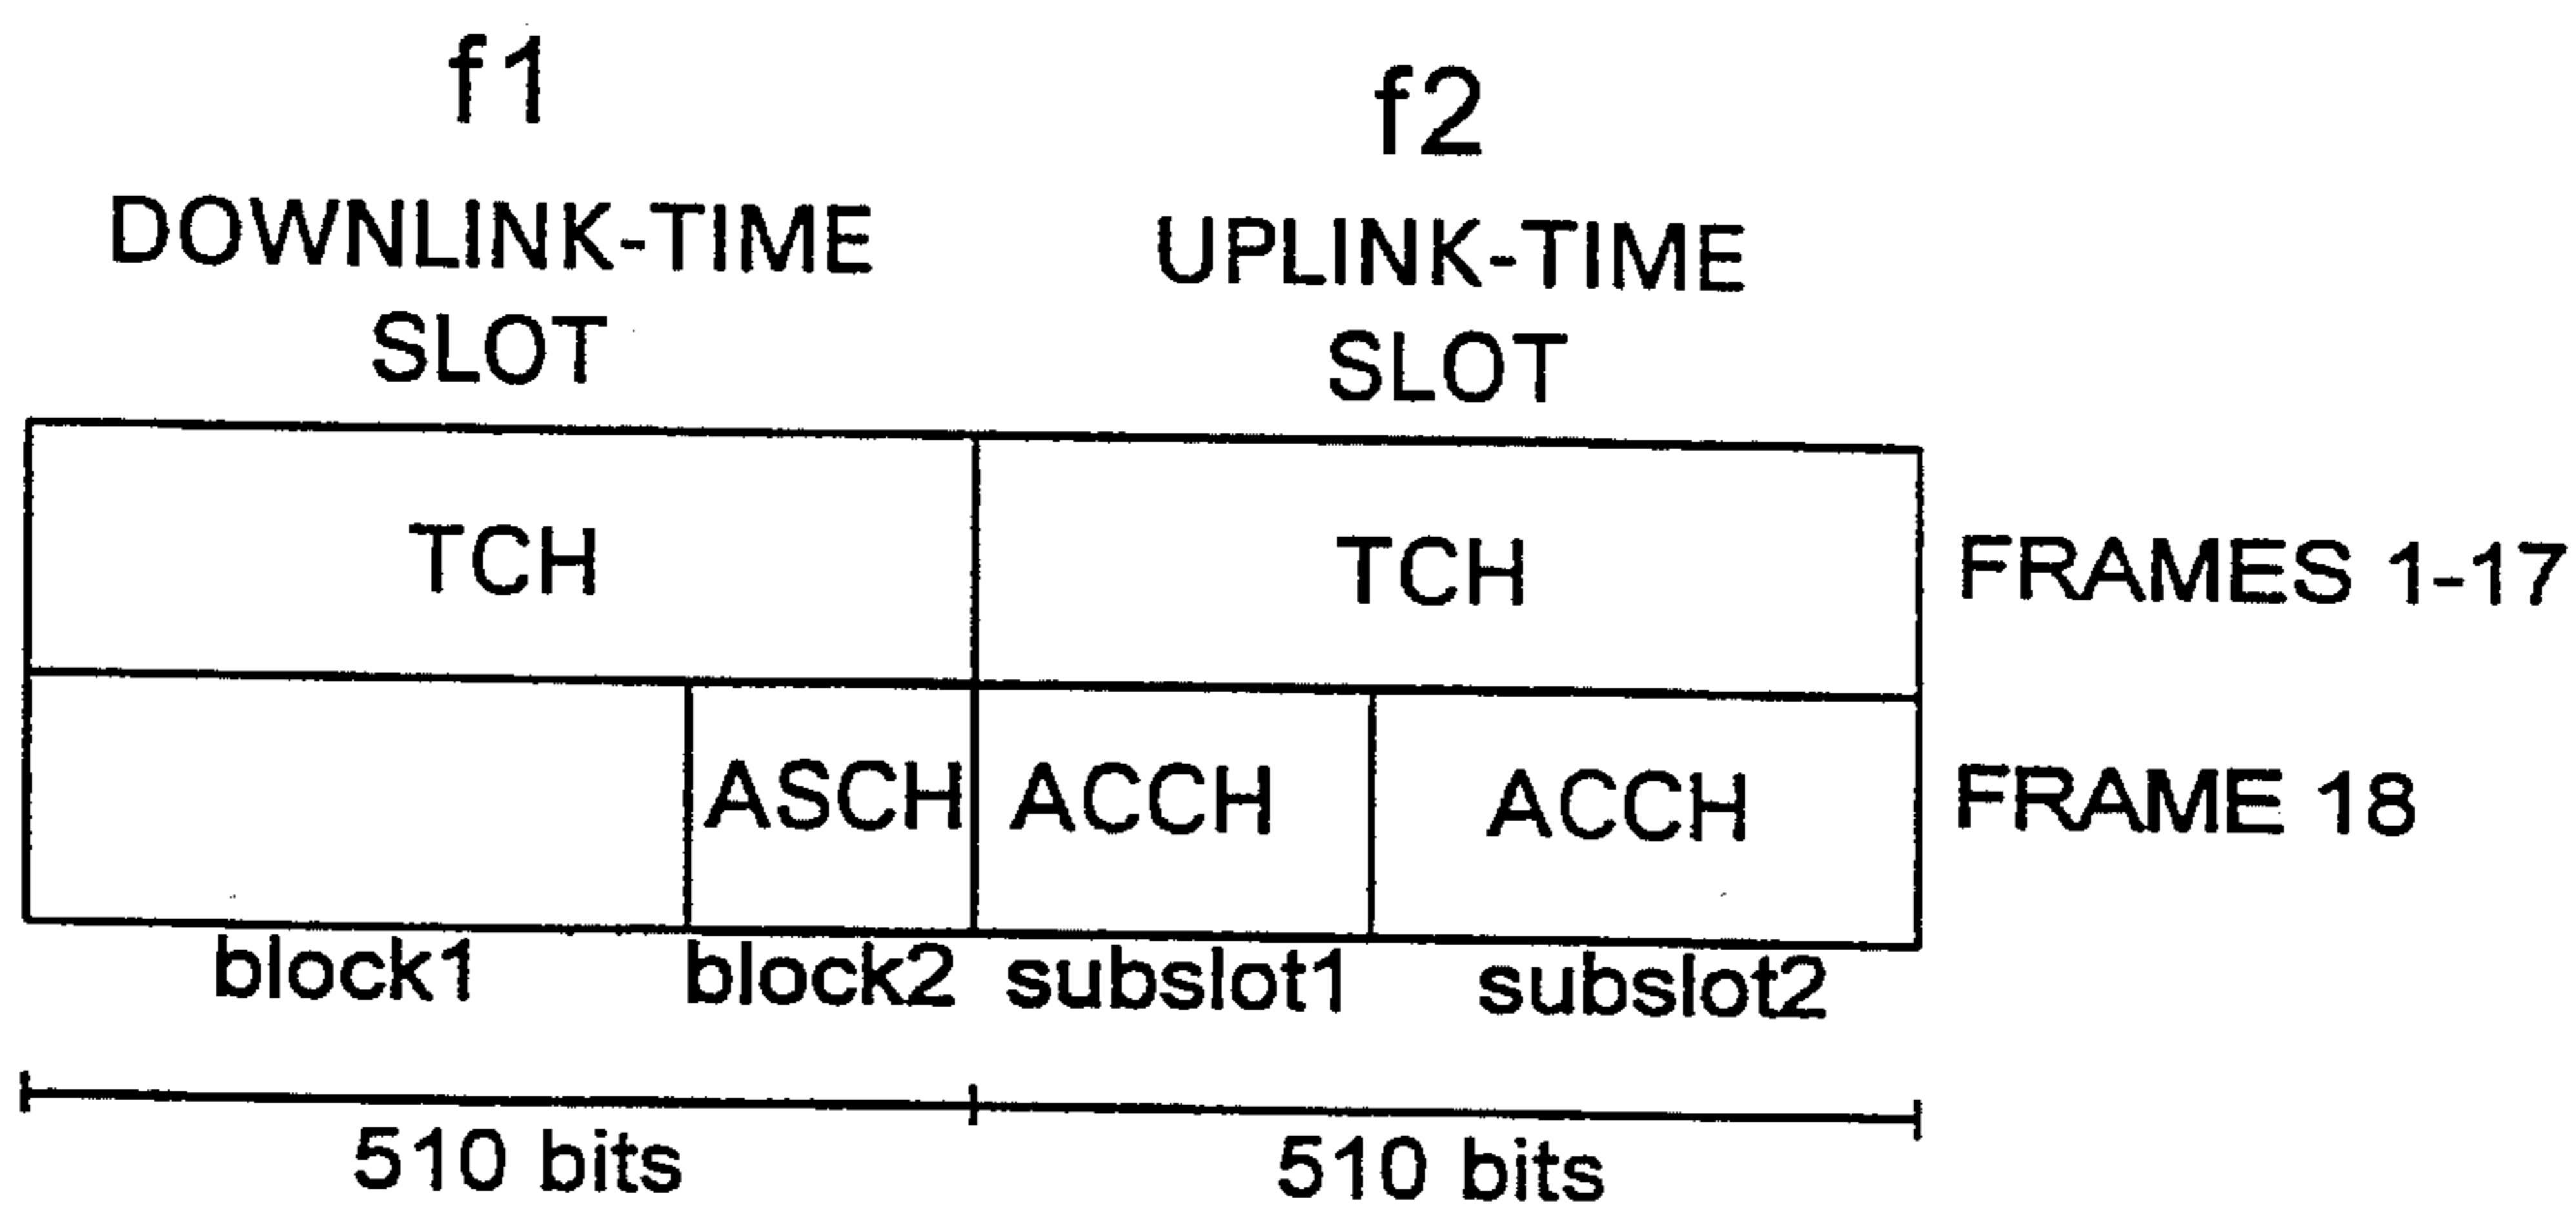 f1
f2
DOWNLINK-TIME
SLOT
UPLINK-TIME
SLOT
TCH
TCH
FRAMES 1-17
ASCH
ACCH
ACCH
FRAME 18
block1
block2
subslot1
subslot2
510 bits
510 bits